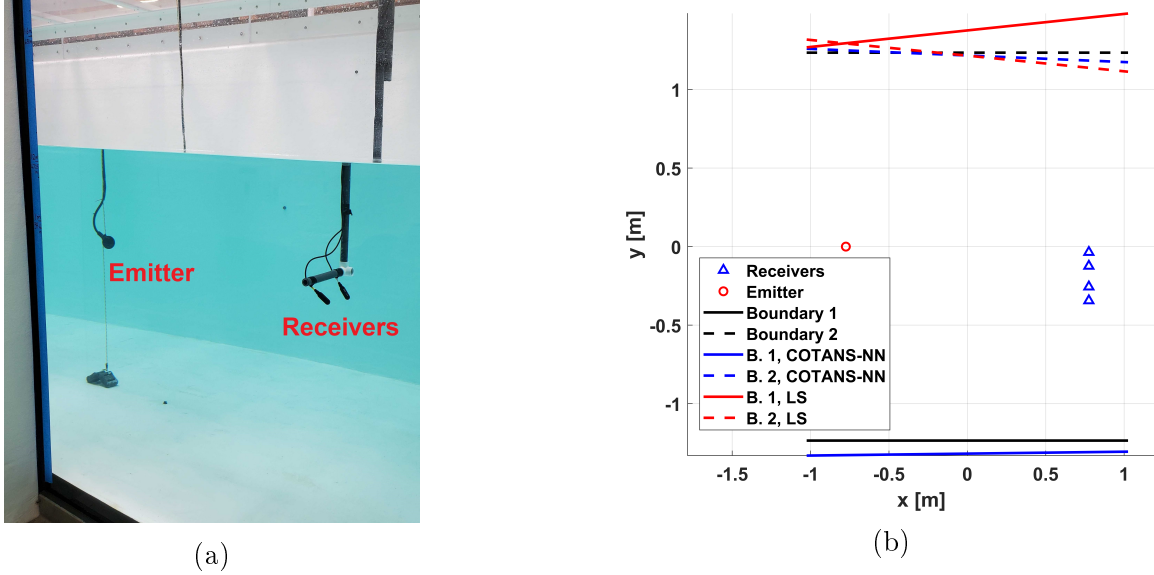 Emitter
Receivers
(a)
1
0.5
0
-0.5
-1
y [m]
Receivers
Emitter
Boundary 1
Boundary 2
B. 1, COTANS-NN
B. 2, COTANS-NN
B. 1, LS
B. 2, LS
-1.5 -1 -0.5 0 0.5 1
x [m]
(b)